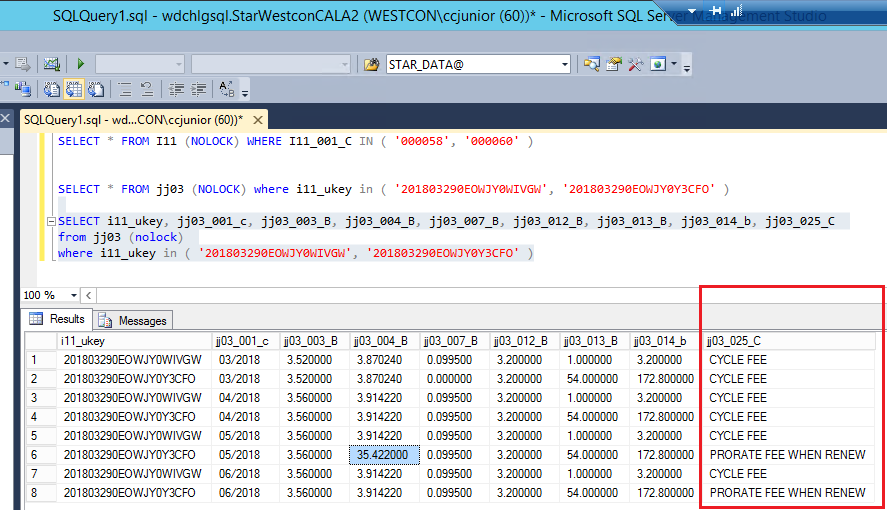 SQLQuery1.sql - wdchlgsql.StarWestconCALA2 (WESTCON\ccjunior (60))* - Microsoft SQL Server Management Studio
STAR_DATA@
SQLQuery1.sql - wd...CON\ccjunior (60))*
SELECT * FROM I11 (NOLOCK) WHERE I11_001_C IN ( '000058', '000060' )
SELECT * FROM jj03 (NOLOCK) where i11_ukey in ( '201803290EOWJY0WIVGW', '201803290EOWJY0Y3CFO' )
SELECT i11_ukey, jj03_001_c, jj03_003_B, jj03_004_B, jj03_007_B, jj03_012_B, jj03_013_B, jj03_014_b, jj03_025_C
from jj03 (nolock)
where i11_ukey in ( '201803290EOWJY0WIVGW', '201803290EOWJY0Y3CFO' )
100 %
Results Messages
i11_ukey jj03_001_c jj03_003_B jj03_004_B jj03_007_B jj03_012_B jj03_013_B jj03_014_b jj03_025_C
1 201803290EOWJY0WIVGW 03/2018 3.520000 3.870240 0.099500 3.200000 1.000000 3.200000 CYCLE FEE
2 201803290EOWJY0Y3CFO 03/2018 3.520000 3.870240 0.000000 3.200000 54.000000 172.800000 CYCLE FEE
3 201803290EOWJY0WIVGW 04/2018 3.560000 3.914220 0.099500 3.200000 1.000000 3.200000 CYCLE FEE
4 201803290EOWJY0Y3CFO 04/2018 3.560000 3.914220 0.099500 3.200000 54.000000 172.800000 CYCLE FEE
5 201803290EOWJY0WIVGW 05/2018 3.560000 3.914220 0.099500 3.200000 1.000000 3.200000 CYCLE FEE
6 201803290EOWJY0Y3CFO 05/2018 3.560000 35.422000 0.099500 3.200000 54.000000 172.800000 PRORATE FEE WHEN RENEW
7 201803290EOWJY0WIVGW 06/2018 3.560000 3.914220 0.099500 3.200000 1.000000 3.200000 CYCLE FEE
8 201803290EOWJY0Y3CFO 06/2018 3.560000 3.914220 0.099500 3.200000 54.000000 172.800000 PRORATE FEE WHEN RENEW